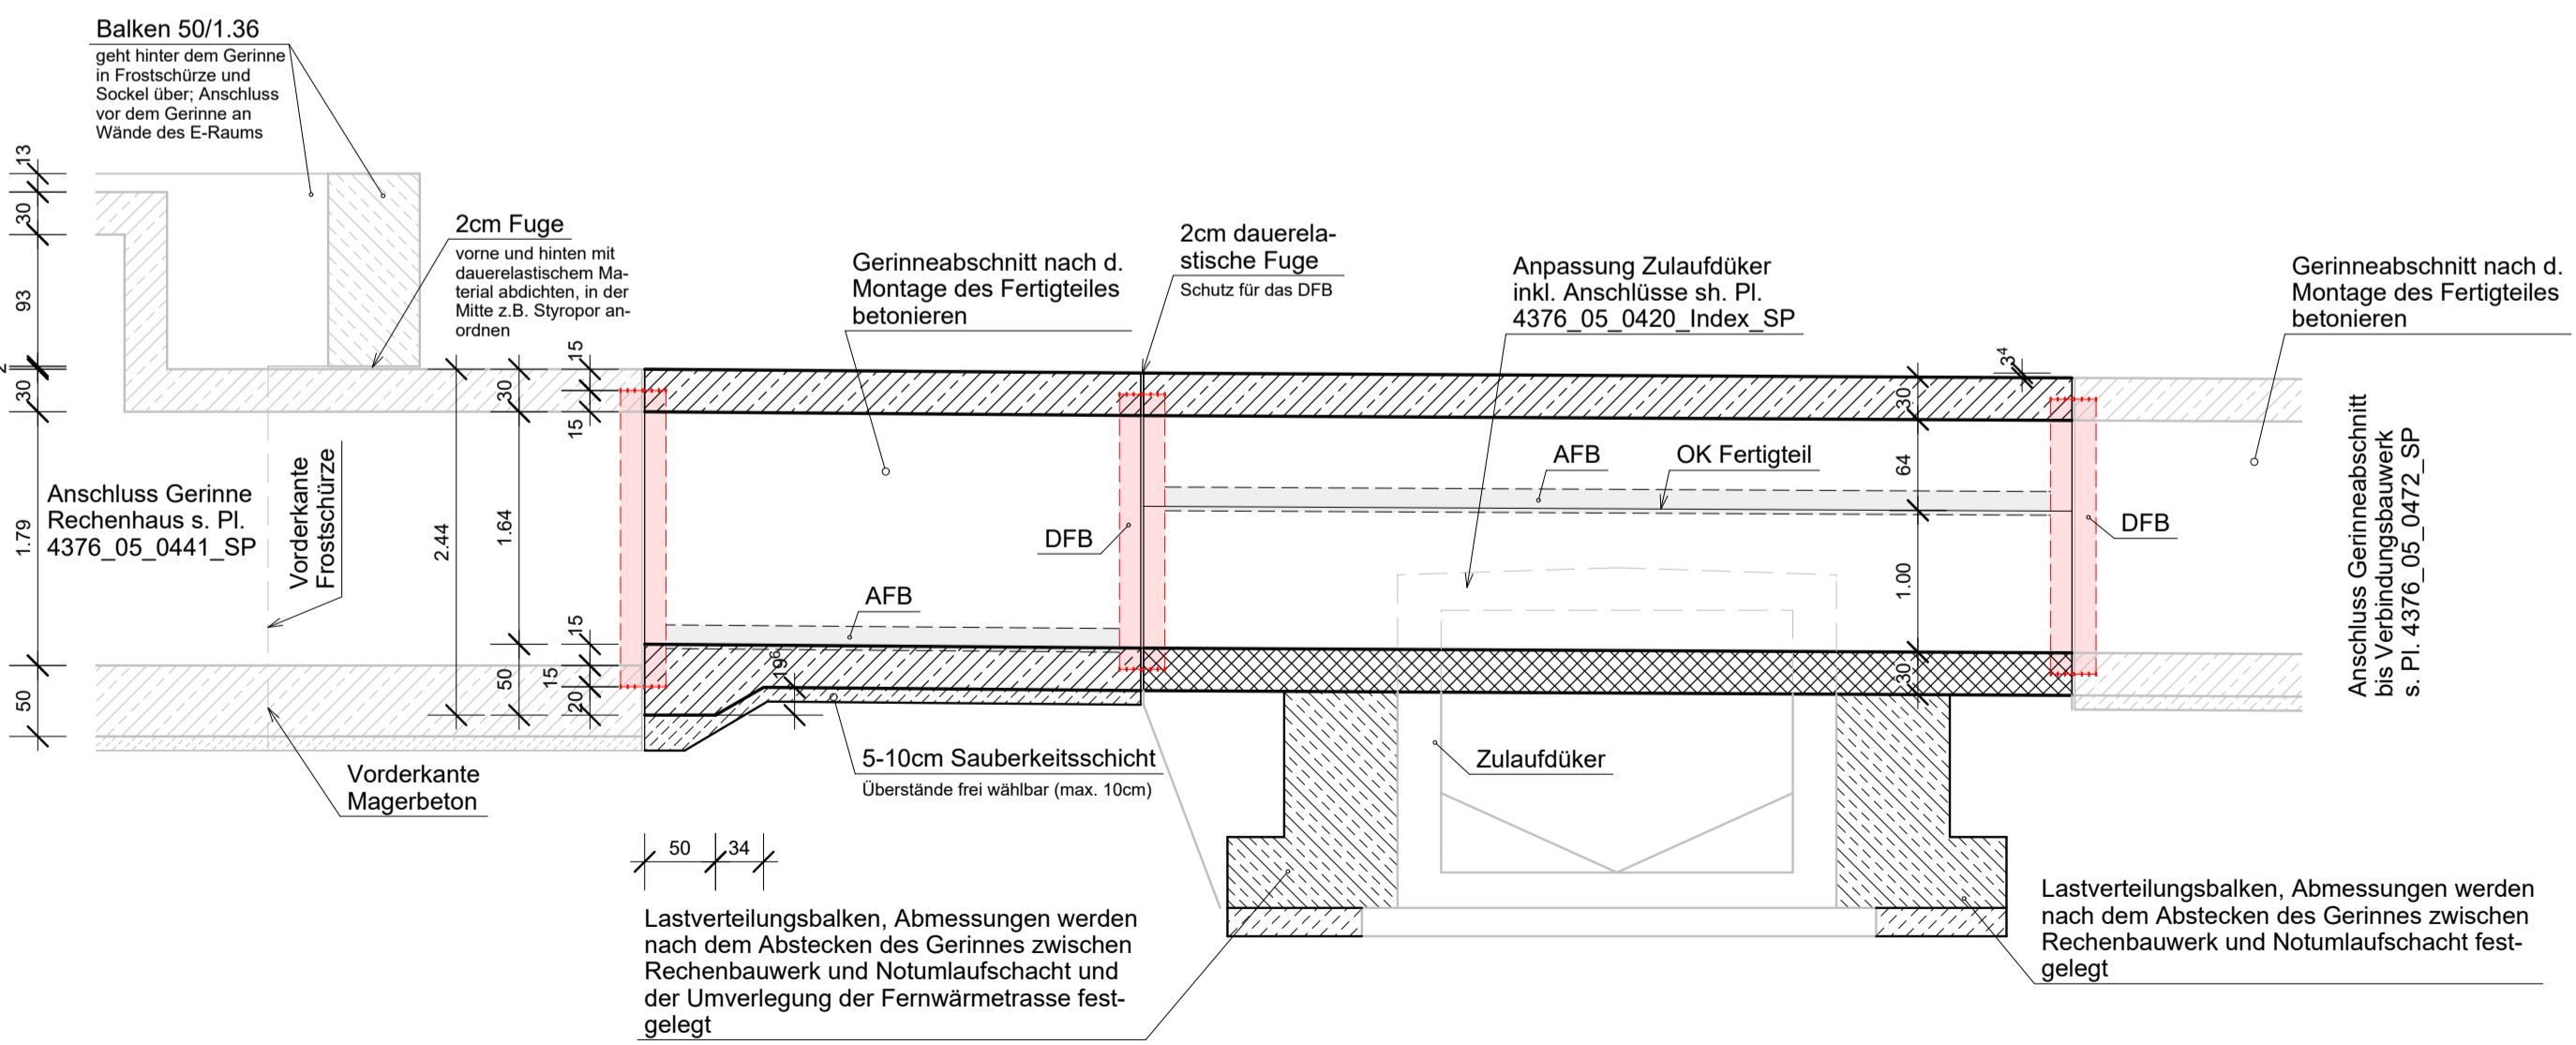 Balken 50/1.36
geht hinter dem Gerinne
in Frostschürze und
Sockel über; Anschluss
vor dem Gerinne an
Wände des E-Raums
2cm Fuge
vorne und hinten mit
dauerelastischem Ma-
terial abdichten, in der
Mitte z.B. Styropor an-
ordnen
Gerinneabschnitt nach d.
Montage des Fertigteiles
betonieren
2cm dauerela-
stische Fuge
Schutz für das DFB
Anpassung Zulaufdüker
inkl. Anschlüsse sh. Pl.
4376_05_0420_Index_SP
Gerinneabschnitt nach d.
Montage des Fertigteiles
betonieren
13
30
93
2
30
1.79
50
Anschluss Gerinne
Rechenhaus s. Pl.
4376_05_0441_SP
Vorderkante
Frostschürze
2.44
30
1.64
50
15
15
15
15
20
19⁶
AFB
DFB
AFB
OK Fertigteil
3⁴
30
64
1.00
30
DFB
Anschluss Gerinneabschnitt
bis Verbindungsbauwerk
s. Pl. 4376_05_0472_SP
Vorderkante
Magerbeton
5-10cm Sauberkeitsschicht
Überstände frei wählbar (max. 10cm)
Zulaufdüker
50
34
Lastverteilungsbalken, Abmessungen werden
nach dem Abstecken des Gerinnes zwischen
Rechenbauwerk und Notumlaufschacht und
der Umverlegung der Fernwärmetrasse fest-
gelegt
Lastverteilungsbalken, Abmessungen werden
nach dem Abstecken des Gerinnes zwischen
Rechenbauwerk und Notumlaufschacht fest-
gelegt